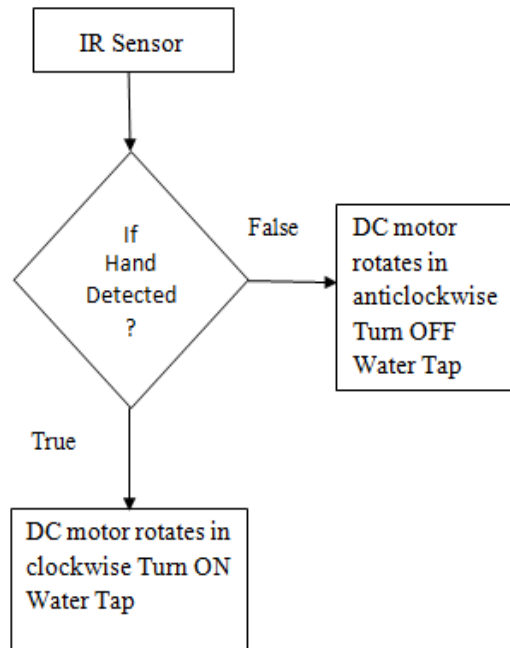 IR Sensor
If
Hand
Detected
?
False
DC motor
rotates in
anticlockwise
Turn OFF
Water Tap
True
DC motor rotates in
clockwise Turn ON
Water Tap